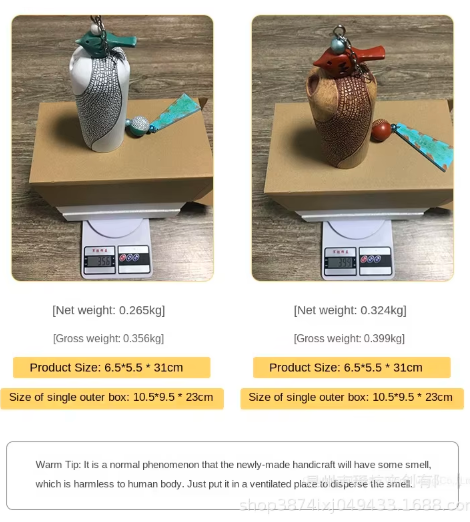 [Net weight: 0.265kg]
[Net weight: 0.324kg]
[Gross weight: 0.356kg]
[Gross weight: 0.399kg]
Product Size: 6.5*5.5 * 31cm
Product Size: 6.5*5.5 * 31cm
Size of single outer box: 10.5*9.5 * 23cm
Size of single outer box: 10.5*9.5 * 23cm
Warm Tip: It is a normal phenomenon that the newly-made handicraft will have some smell,
which is harmless to human body. Just put it in a ventilated place to disperse the smell.
shop3874lxj049433.1688.com